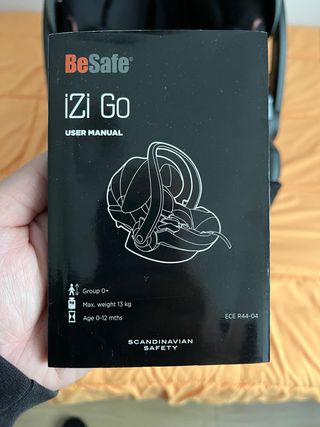 BeSafe®
iZi Go
USER MANUAL
Group 0+
Max. weight 13 kg
Age 0-12 mths
ECE R44-04
SCANDINAVIAN
SAFETY